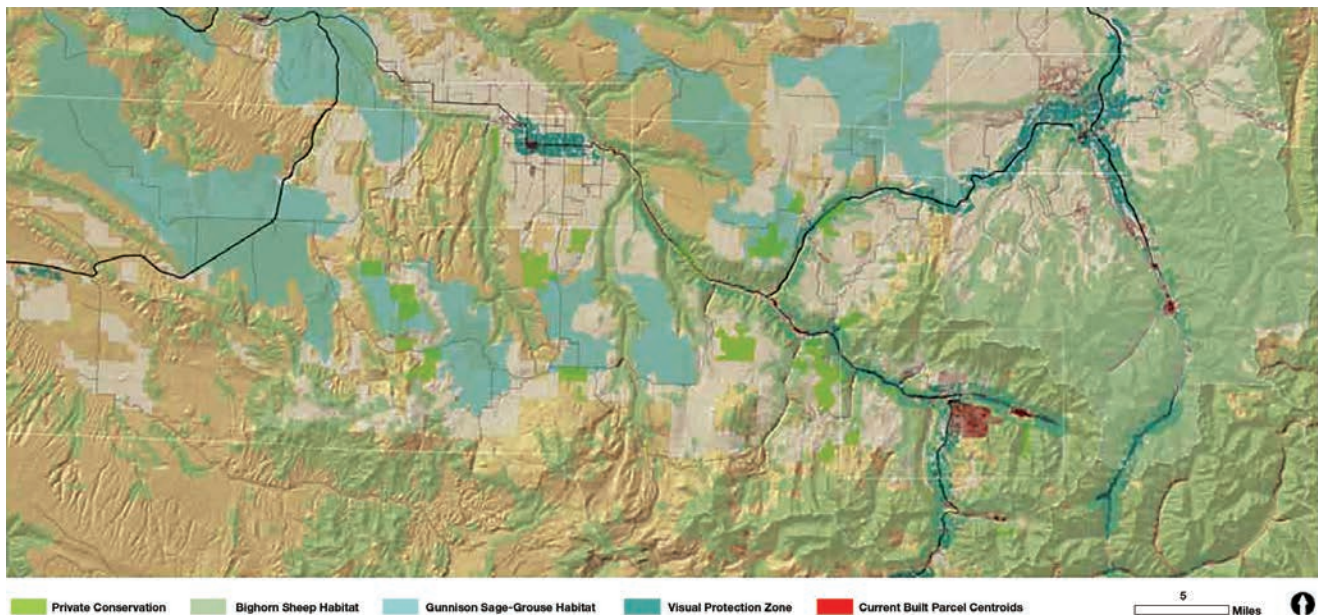 Private Conservation
Bighorn Sheep Habitat
Gunnison Sage-Grouse Habitat
Visual Protection Zone
Current Built Parcel Centroids
5
Miles